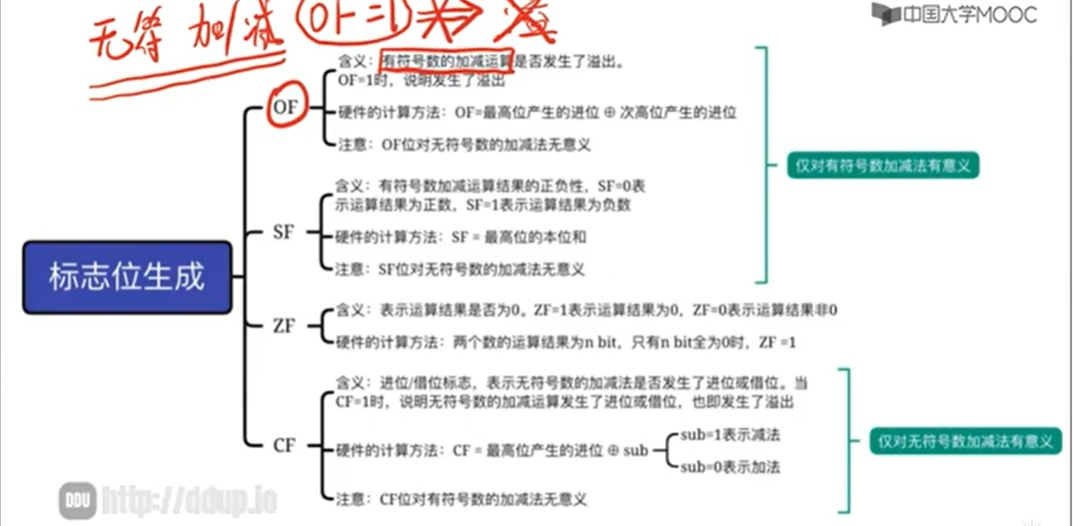 无符 加/减 OF=1
中国大学MOOC
含义：有符号数的加减运算是否发生了溢出。
OF=1时，说明发生了溢出
OF
硬件的计算方法：OF=最高位产生的进位 ⊕ 次高位产生的进位
注意：OF位对无符号数的加减法无意义
仅对有符号数加减法有意义
含义：有符号数加减运算结果的正负性，SF=0表
示运算结果为正数，SF=1表示运算结果为负数
SF
硬件的计算方法：SF = 最高位的本位和
注意：SF位对无符号数的加减法无意义
标志位生成
含义：表示运算结果是否为0。ZF=1表示运算结果为0，ZF=0表示运算结果非0
ZF
硬件的计算方法：两个数的运算结果为n bit，只有n bit全为0时，ZF =1
含义：进位/借位标志，表示无符号数的加减法是否发生了进位或借位。当
CF=1时，说明无符号数的加减运算发生了进位或借位，也即发生了溢出
CF
硬件的计算方法：CF = 最高位产生的进位 ⊕ sub
sub=1表示减法
sub=0表示加法
仅对无符号数加减法有意义
注意：CF位对有符号数的加减法无意义
DDU http://ddup.io